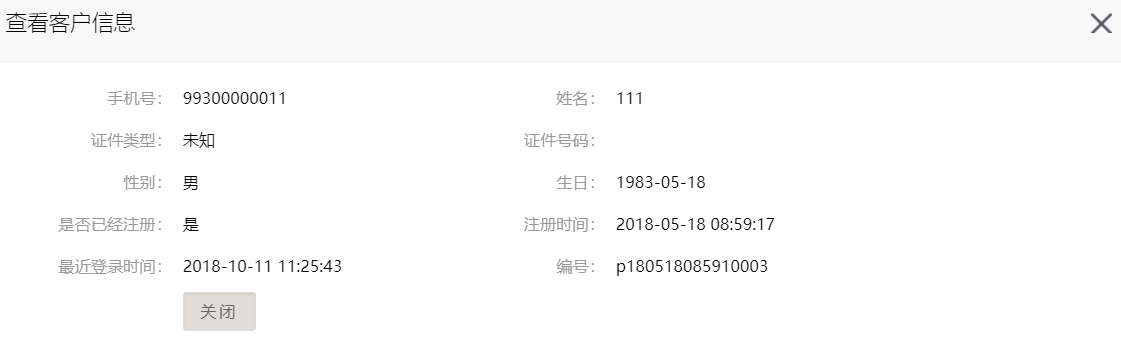 查看客户信息
手机号： 99300000011 姓名： 111
证件类型： 未知 证件号码：
性别： 男 生日： 1983-05-18
是否已经注册： 是 注册时间： 2018-05-18 08:59:17
最近登录时间： 2018-10-11 11:25:43 编号： p180518085910003
关闭